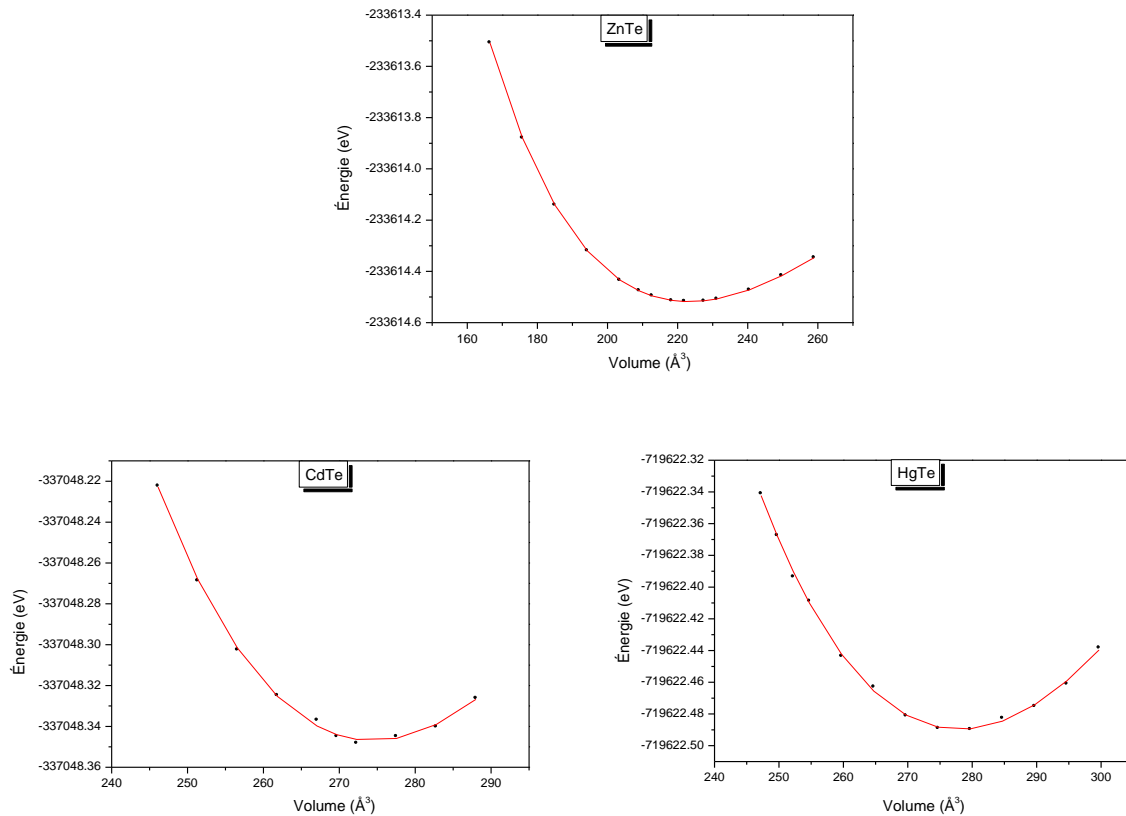 ZnTe
-233613.4
-233613.6
-233613.8
-233614.0
-233614.2
-233614.4
-233614.6
Énergie (eV)
160 180 200 220 240 260
Volume (Å³)
CdTe
-337048.22
-337048.24
-337048.26
-337048.28
-337048.30
-337048.32
-337048.34
-337048.36
Énergie (eV)
240 250 260 270 280 290
Volume (Å³)
HgTe
-719622.32
-719622.34
-719622.36
-719622.38
-719622.40
-719622.42
-719622.44
-719622.46
-719622.48
-719622.50
Énergie (eV)
240 250 260 270 280 290 300
Volume (Å³)